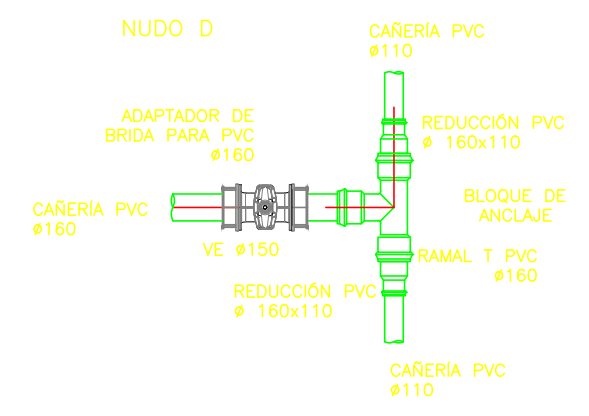 NUDO D
CAÑERÍA PVC
ø110
ADAPTADOR DE
BRIDA PARA PVC
ø160
REDUCCIÓN PVC
ø 160x110
CAÑERÍA PVC
ø160
BLOQUE DE
ANCLAJE
VE ø150
RAMAL T PVC
ø160
REDUCCIÓN PVC
ø 160x110
CAÑERÍA PVC
ø110